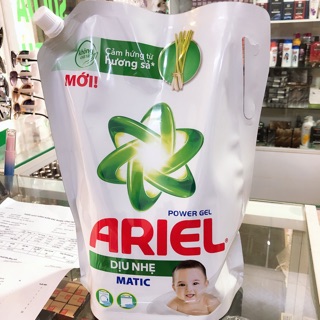 Cảm hứng từ
hương sả*
MỚI!
POWER GEL
ARIEL
DỊU NHẸ
MATIC